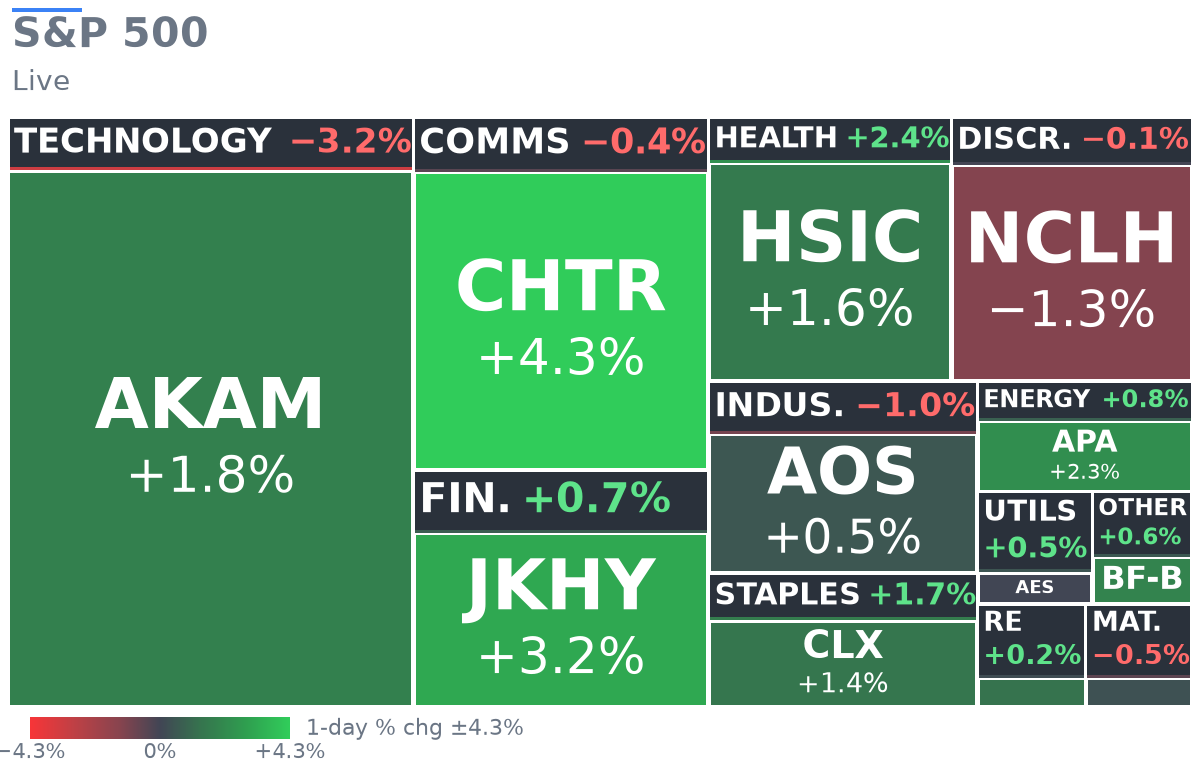 S&P 500
Live
TECHNOLOGY −3.2%
AKAM
+1.8%
COMMS −0.4%
CHTR
+4.3%
FIN. +0.7%
JKHY
+3.2%
HEALTH +2.4%
HSIC
+1.6%
DISCR. −0.1%
NCLH
−1.3%
INDUS. −1.0%
AOS
+0.5%
STAPLES +1.7%
CLX
+1.4%
ENERGY +0.8%
APA
+2.3%
UTILS
+0.5%
AES
OTHER
+0.6%
BF-B
RE
+0.2%
MAT.
−0.5%
1-day % chg ±4.3%
−4.3%
0%
+4.3%